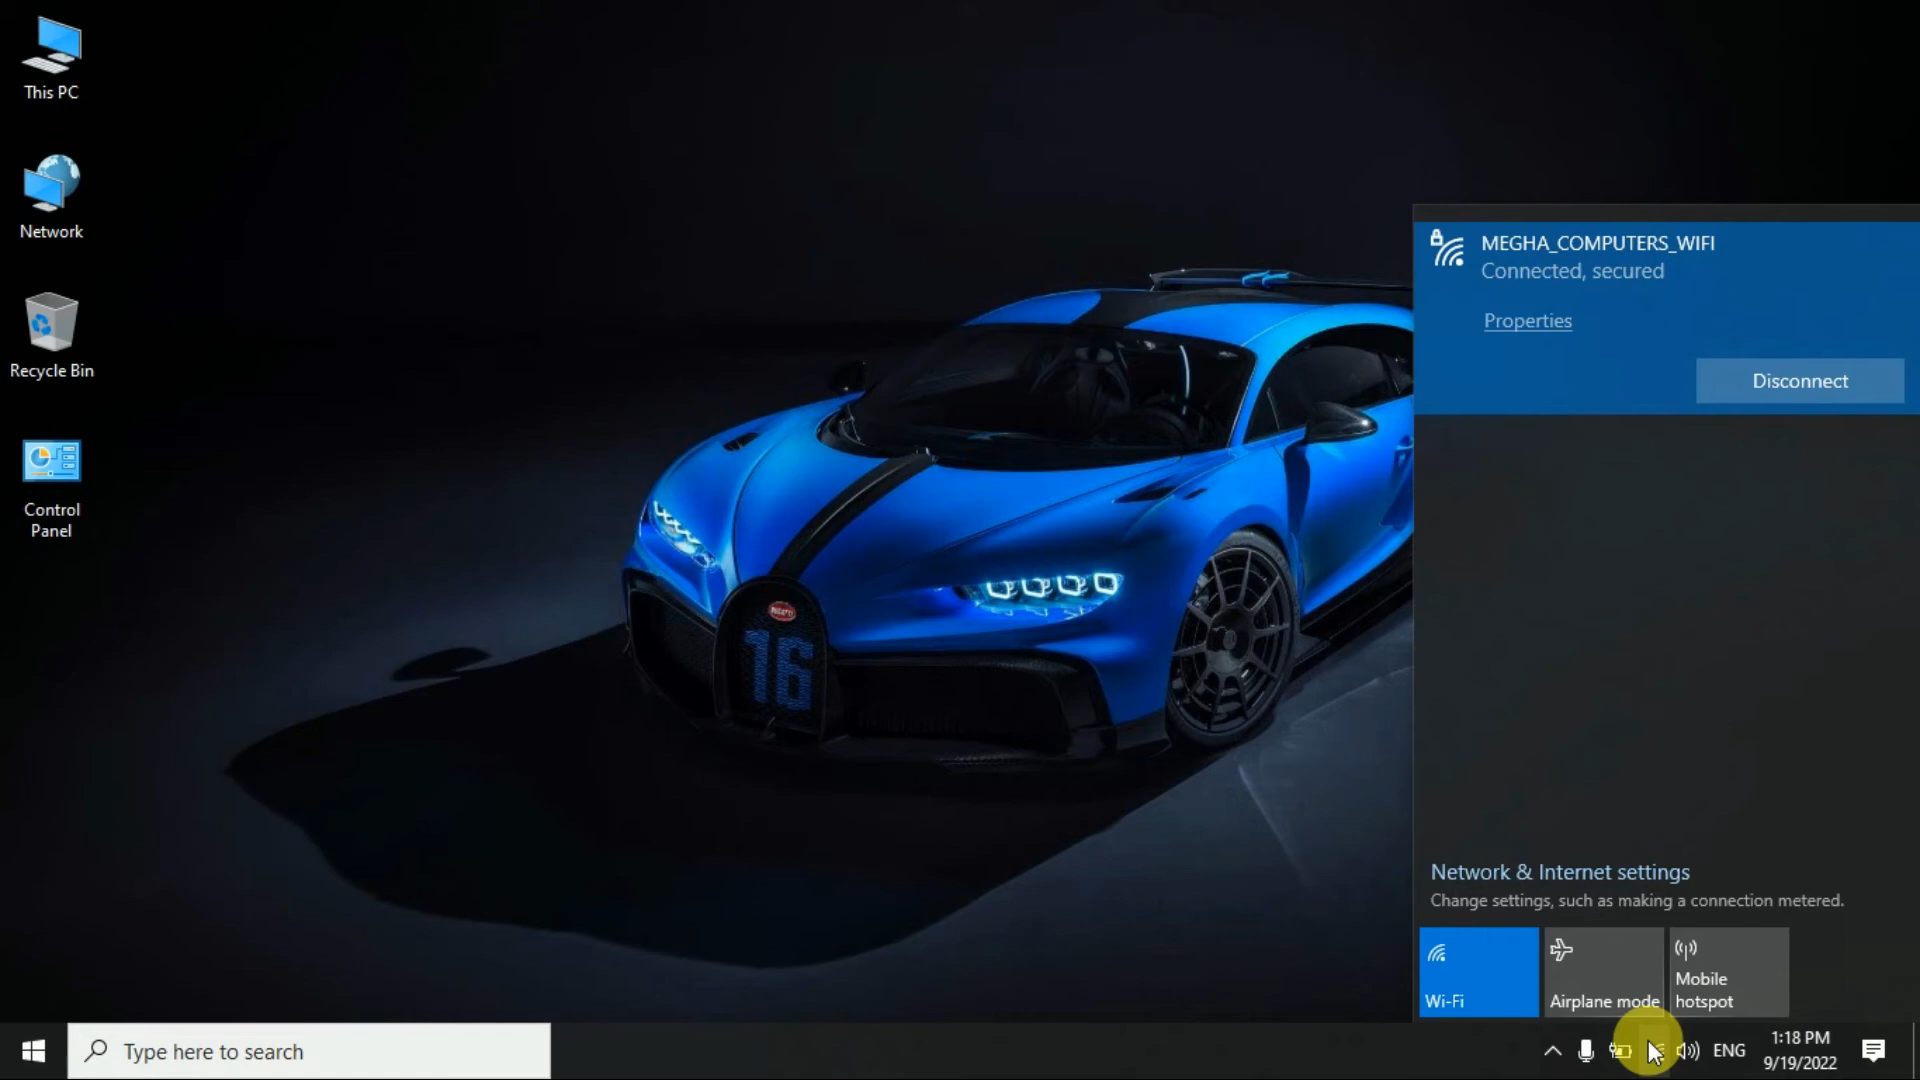 This PC
Network
Recycle Bin
Control
Panel
16
MEGHA_COMPUTERS_WIFI
Connected, secured
Properties
Disconnect
Network & Internet settings
Change settings, such as making a connection metered.
Wi-Fi
Airplane mode
Mobile
hotspot
Type here to search
ENG
1:18 PM
9/19/2022